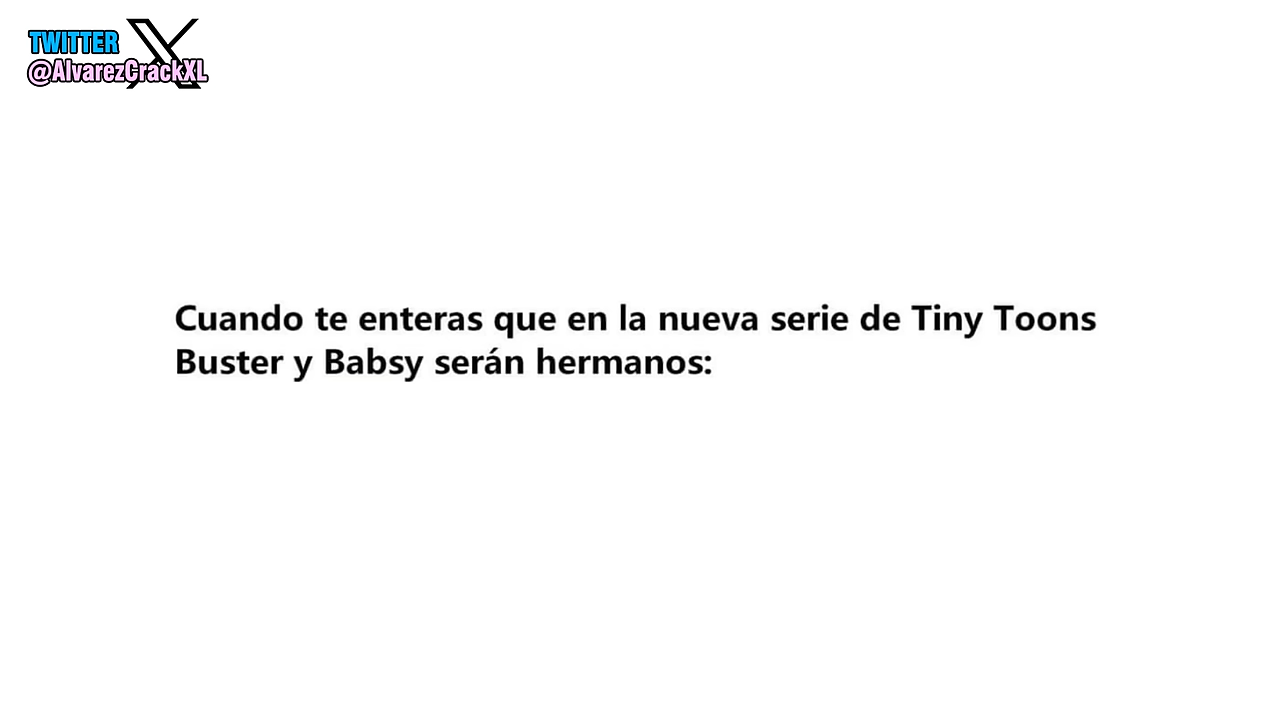 TWITTER
@AlvarezCrackXL
Cuando te enteras que en la nueva serie de Tiny Toons
Buster y Babsy serán hermanos: